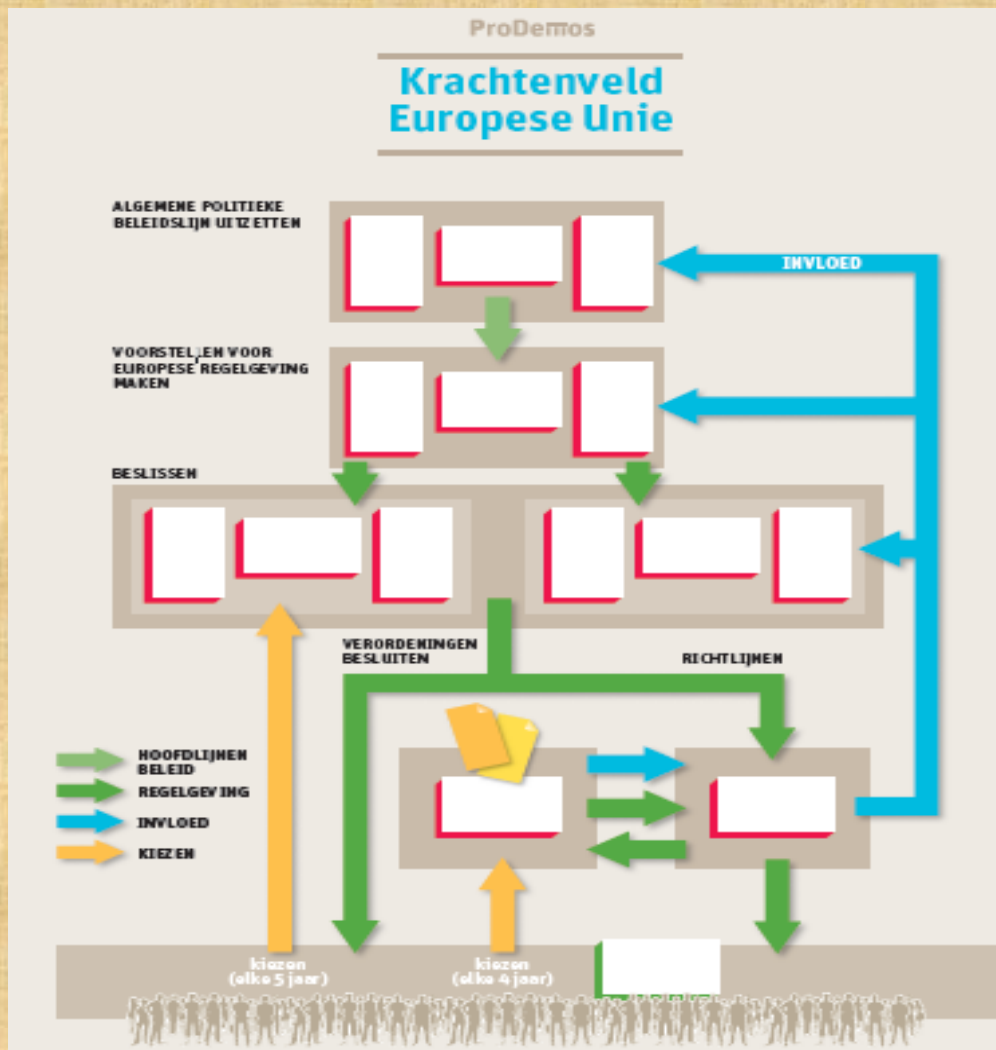 ProDemos
Krachtenveld
Europese Unie
ALGEMENE POLITIEKE
BELEIDSLIJN UITZETTEN
INVLOED
VOORSTELLEN VOOR
EUROPESE REGELGEVING
MAKEN
BESLISSEN
VERORDENINGEN
BESLUITEN
RICHTLIJNEN
HOOFDLIJNEN
BELEID
REGELGEVING
INVLOED
KIEZEN
kiezen
(elke 5 jaar)
kiezen
(elke 4 jaar)